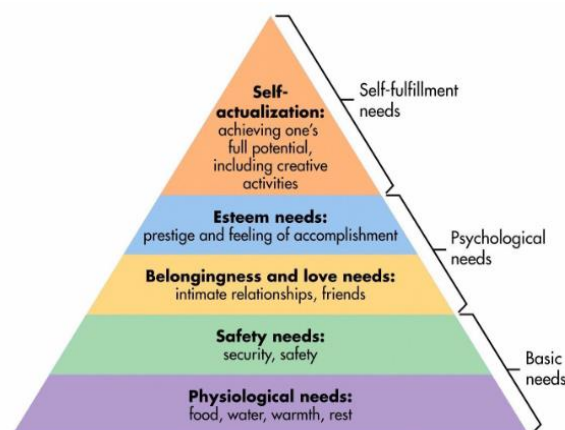 Self-
actualization:
achieving one's
full potential,
including creative
activities
Self-fulfillment
needs
Esteem needs:
prestige and feeling of accomplishment
Psychological
needs
Belongingness and love needs:
intimate relationships, friends
Safety needs:
security, safety
Basic
needs
Physiological needs:
food, water, warmth, rest